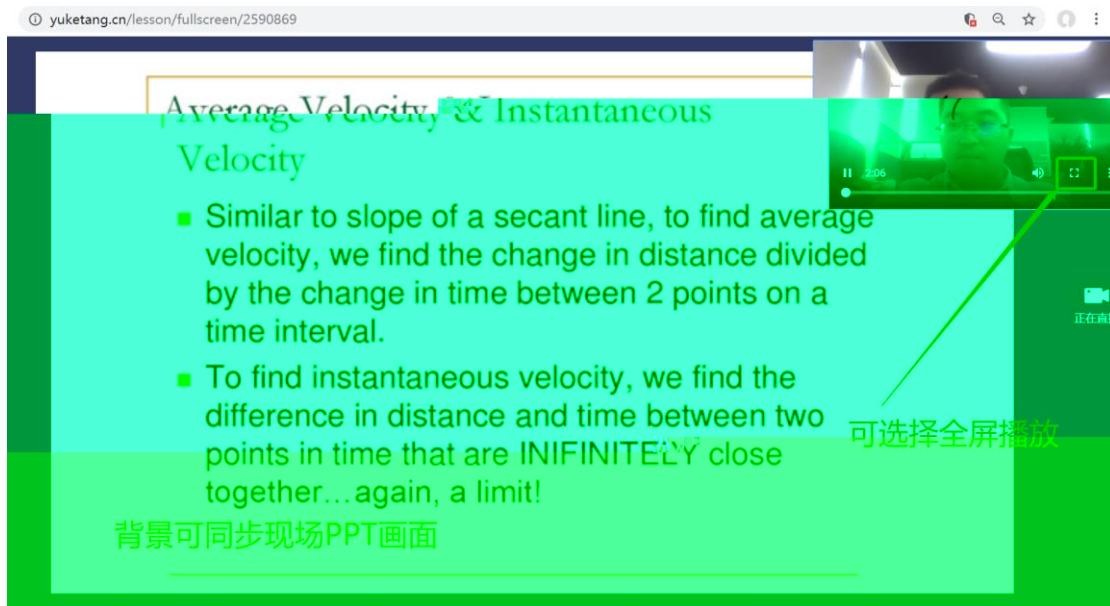 yuketang.cn/lesson/fullscreen/2590869
Average Velocity & Instantaneous
Velocity
2:06
Similar to slope of a secant line, to find average
velocity, we find the change in distance divided
by the change in time between 2 points on a
time interval.
正在直
To find instantaneous velocity, we find the
difference in distance and time between two
points in time that are INIFINITELY close
together...again, a limit!
可选择全屏播放
背景可同步现场PPT画面